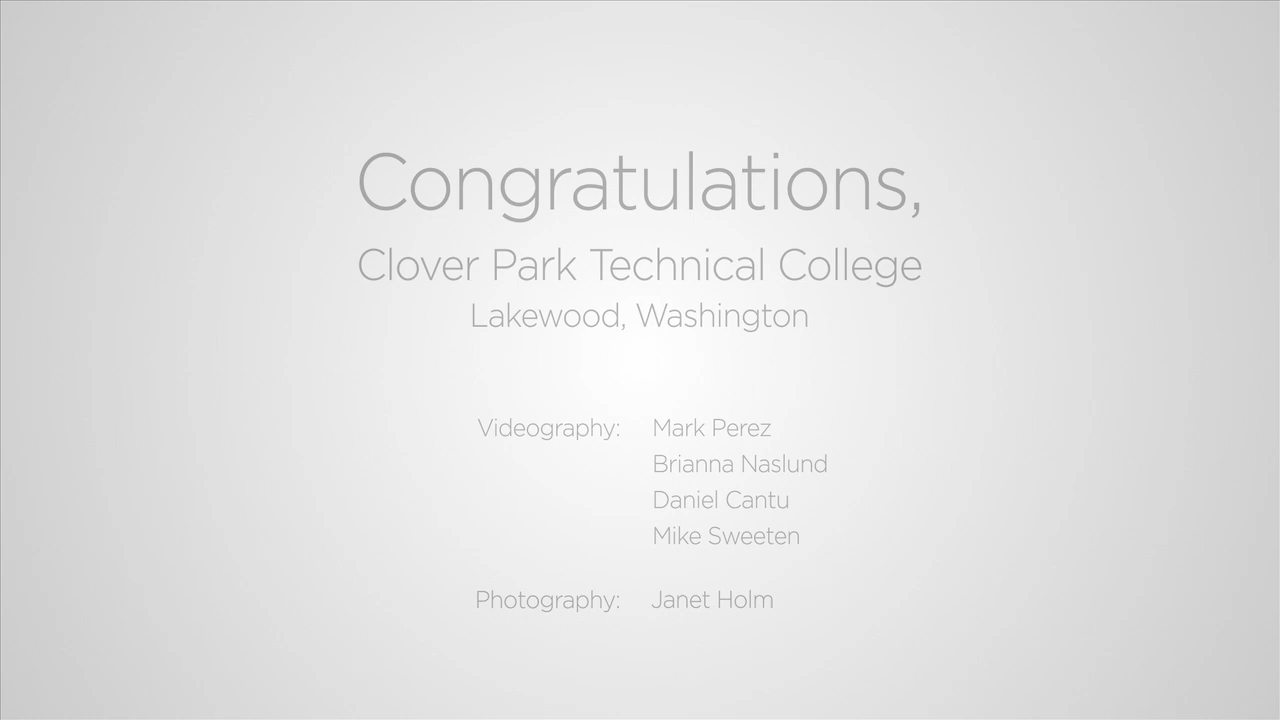 Congratulations,
Clover Park Technical College
Lakewood, Washington
Videography: Mark Perez
Brianna Naslund
Daniel Cantu
Mike Sweeten
Photography: Janet Holm